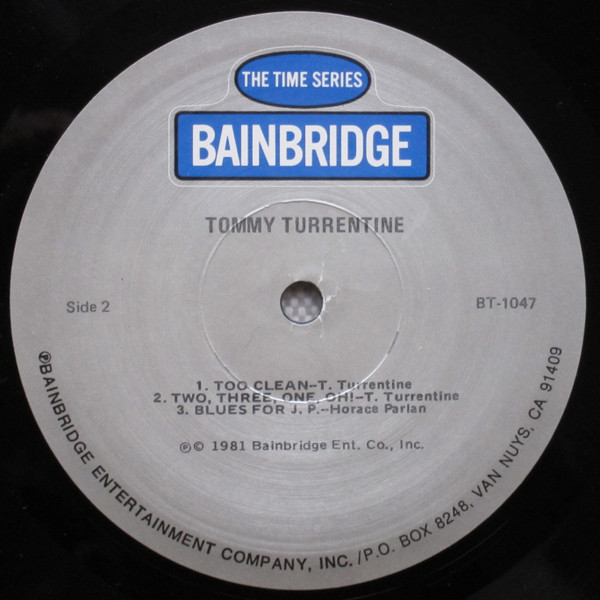 THE TIME SERIES
BAINBRIDGE
TOMMY TURRENTINE
Side 2
BT-1047
1. TOO CLEAN--T. Turrentine
2. TWO, THREE, ONE, OH!-T. Turrentine
3. BLUES FOR J. P.--Horace Parlan
℗© 1981 Bainbridge Ent. Co., Inc.
℗BAINBRIDGE ENTERTAINMENT COMPANY, INC./P.O. BOX 8248, VAN NUYS, CA 91409